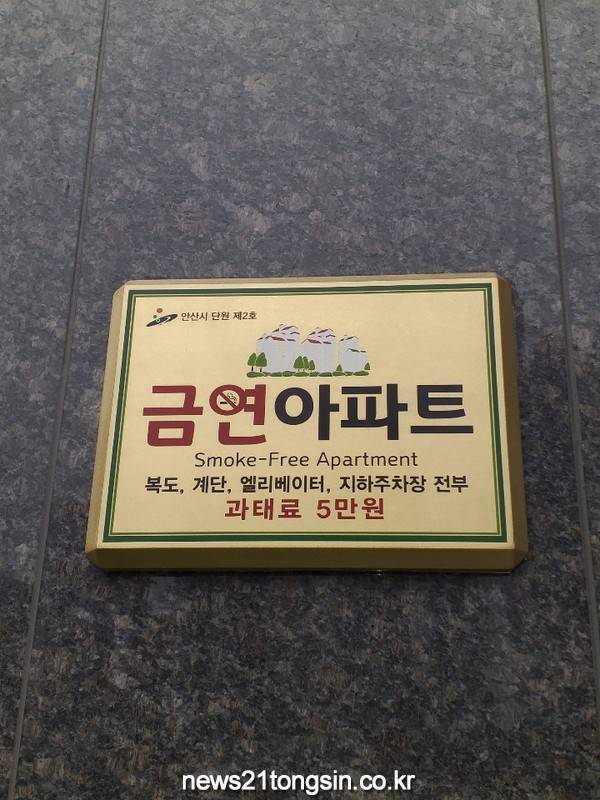 안산시 단원 제2호
금연아파트
Smoke-Free Apartment
복도, 계단, 엘리베이터, 지하주차장 전부
과태료 5만원
news21tongsin.co.kr